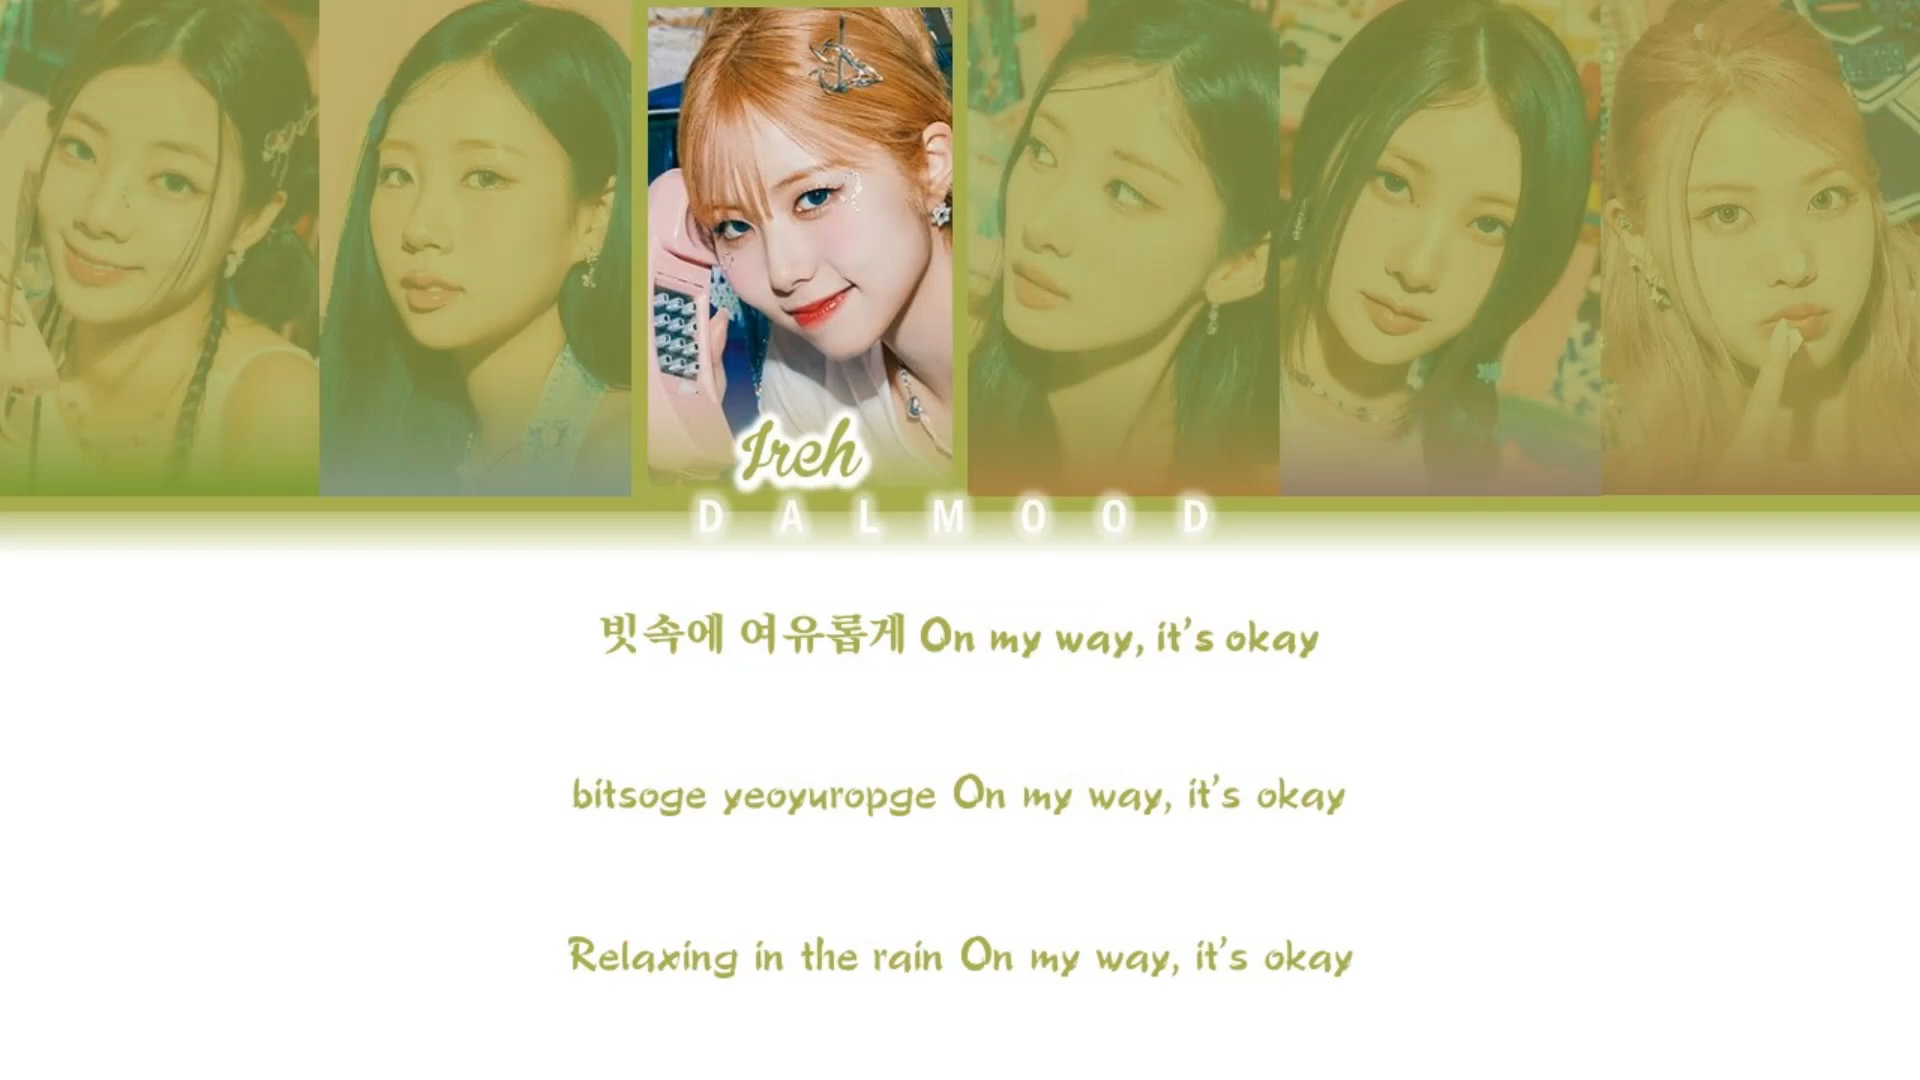 Ireh
DALMOOD
빗속에 여유롭게 On my way, it's okay
bitsoge yeoyuropge On my way, it's okay
Relaxing in the rain On my way, it's okay